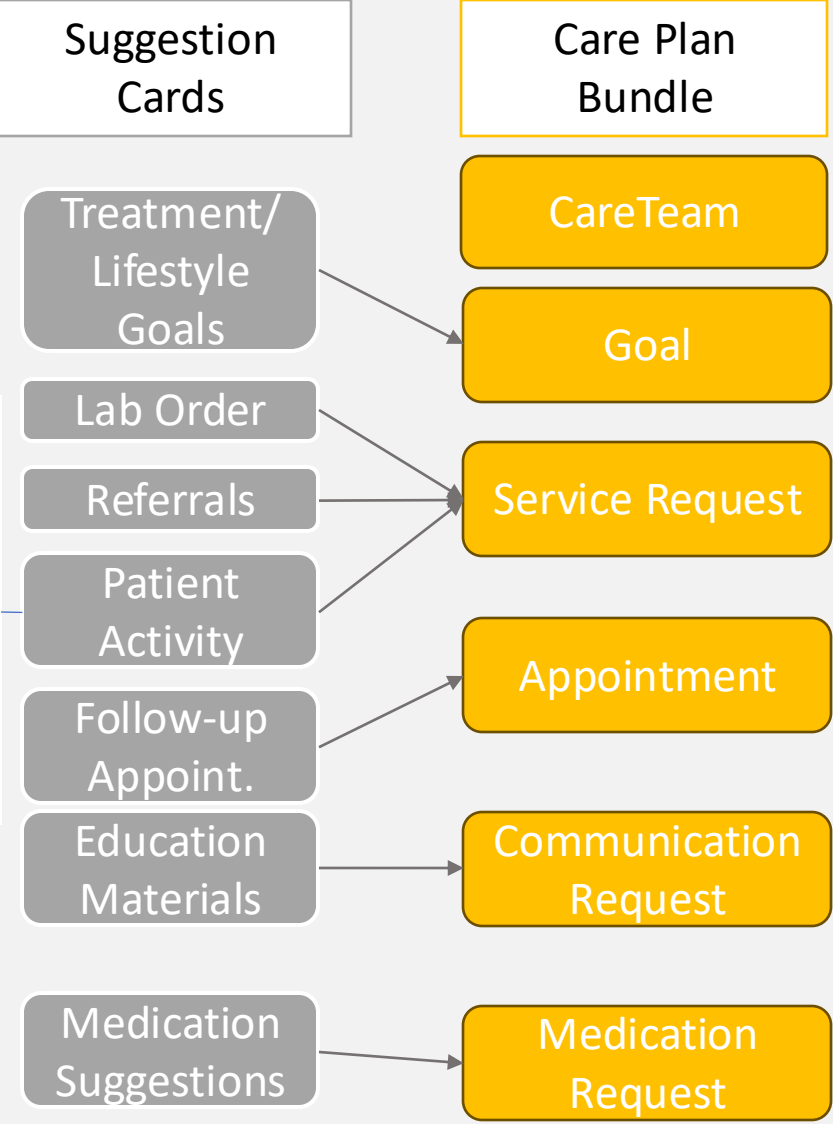 Suggestion
Cards
Care Plan
Bundle
Treatment/
Lifestyle
Goals
Lab Order
Referrals
Patient
Activity
Follow-up
Appoint.
Education
Materials
Medication
Suggestions
CareTeam
Goal
Service Request
Appointment
Communication
Request
Medication
Request